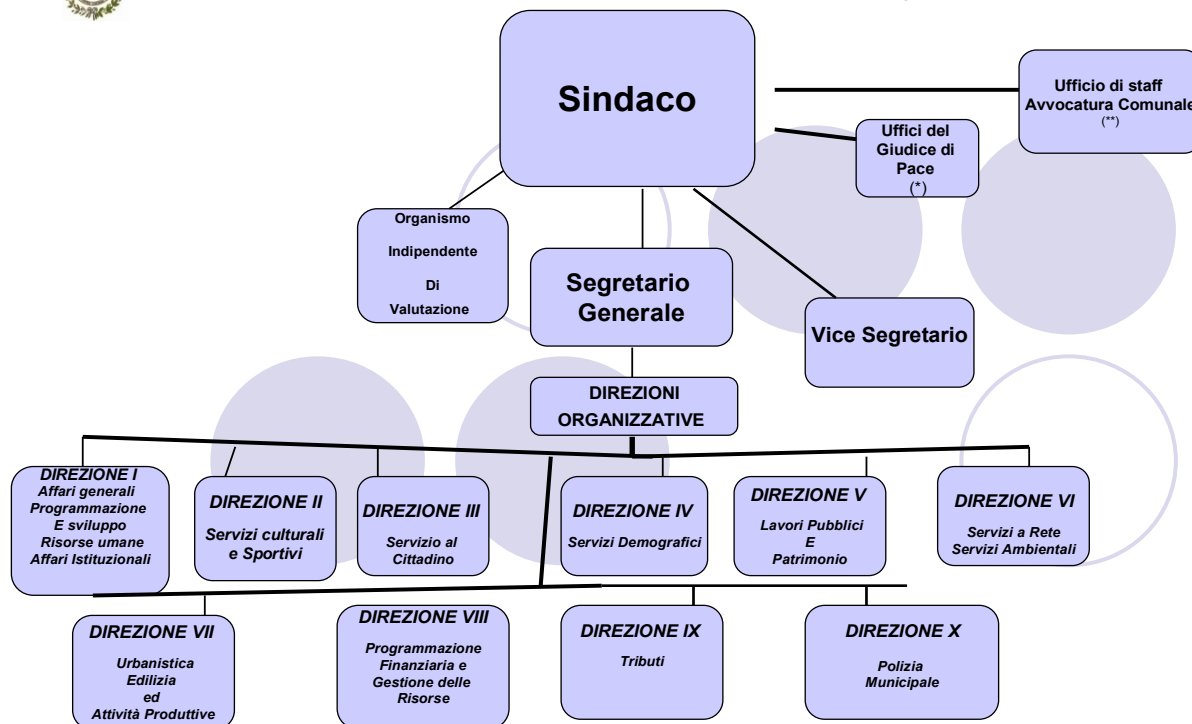 Sindaco
Ufficio di staff
Avvocatura Comunale
(**)
Uffici del
Giudice di
Pace
(*)
Organismo
Indipendente
Di
Valutazione
Segretario
Generale
Vice Segretario
DIREZIONI
ORGANIZZATIVE
DIREZIONE I
Affari generali
Programmazione
E sviluppo
Risorse umane
Affari Istituzionali
DIREZIONE II
Servizi culturali
e Sportivi
DIREZIONE III
Servizio al
Cittadino
DIREZIONE IV
Servizi Demografici
DIREZIONE V
Lavori Pubblici
E
Patrimonio
DIREZIONE VI
Servizi a Rete
Servizi Ambientali
DIREZIONE VII
Urbanistica
Edilizia
ed
Attività Produttive
DIREZIONE VIII
Programmazione
Finanziaria e
Gestione delle
Risorse
DIREZIONE IX
Tributi
DIREZIONE X
Polizia
Municipale